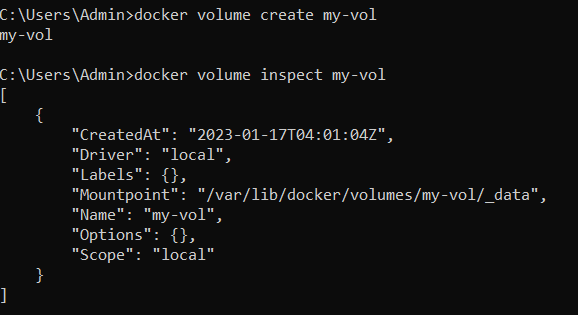 C:\Users\Admin>docker volume create my-vol
my-vol
C:\Users\Admin>docker volume inspect my-vol
[
    {
        "CreatedAt": "2023-01-17T04:01:04Z",
        "Driver": "local",
        "Labels": {},
        "Mountpoint": "/var/lib/docker/volumes/my-vol/_data",
        "Name": "my-vol",
        "Options": {},
        "Scope": "local"
    }
]